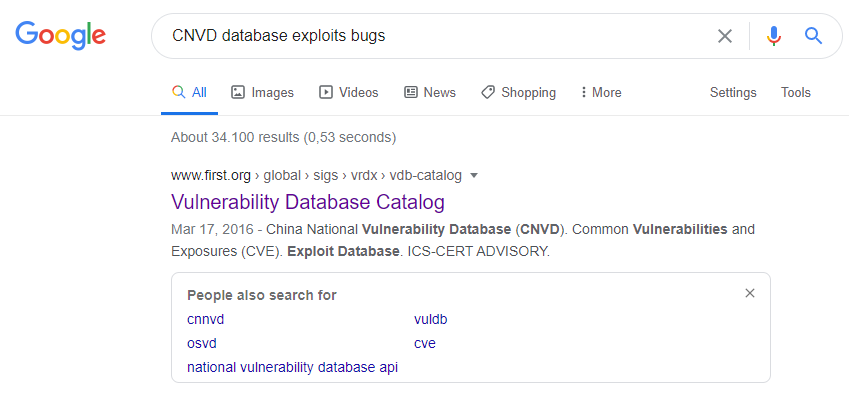 Google
CNVD database exploits bugs
All Images Videos News Shopping More Settings Tools
About 34.100 results (0,53 seconds)
www.first.org › global › sigs › vrdx › vdb-catalog
Vulnerability Database Catalog
Mar 17, 2016 - China National Vulnerability Database (CNVD). Common Vulnerabilities and
Exposures (CVE). Exploit Database. ICS-CERT ADVISORY.
People also search for
cnnvd vuldb
osvd cve
national vulnerability database api